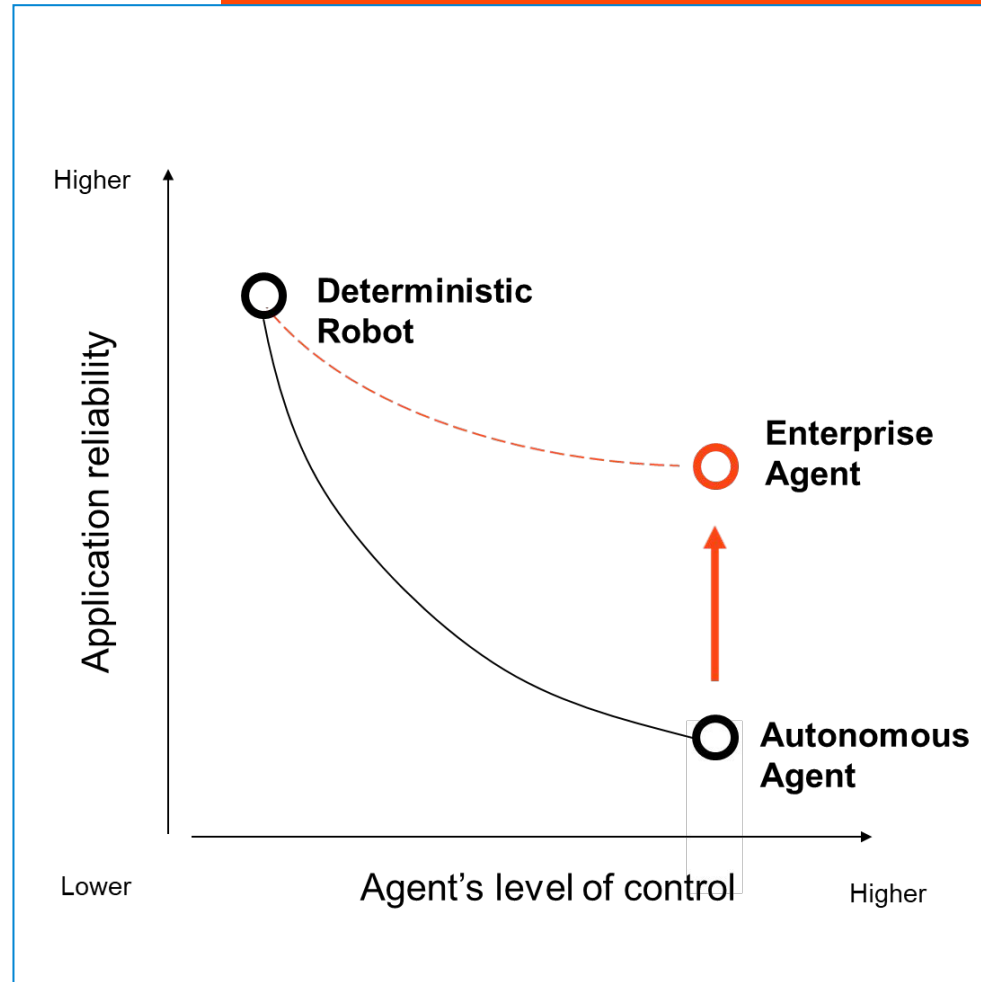 Higher
Deterministic
Robot
Application reliability
Enterprise
Agent
Autonomous
Agent
Lower
Agent’s level of control
Higher